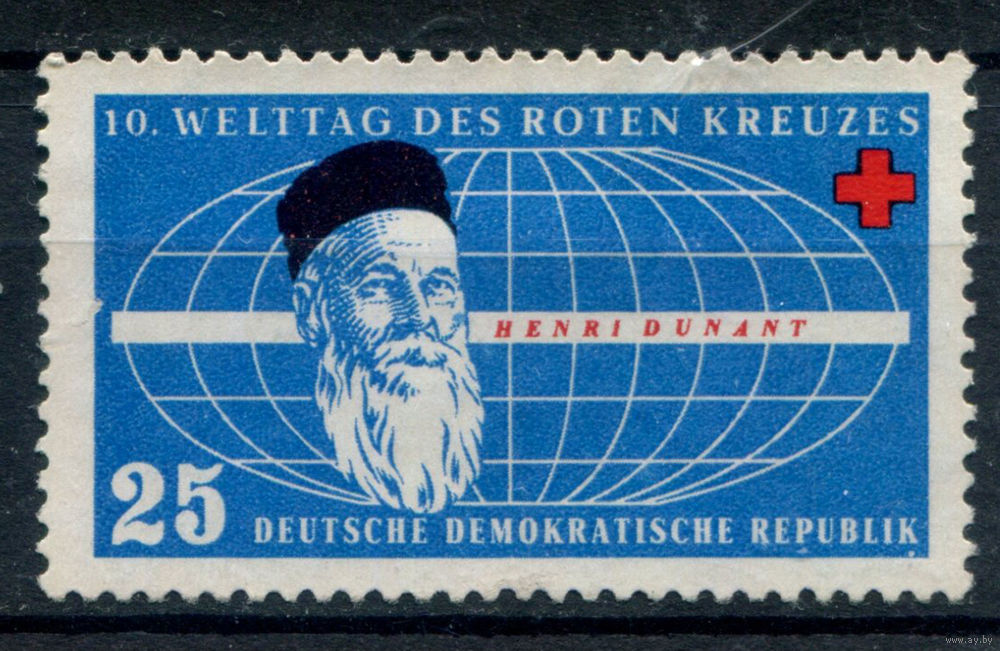 10. WELTTAG DES ROTEN KREUZES
HENRI DUNANT
25
DEUTSCHE DEMOKRATISCHE REPUBLIK
www.ay.by